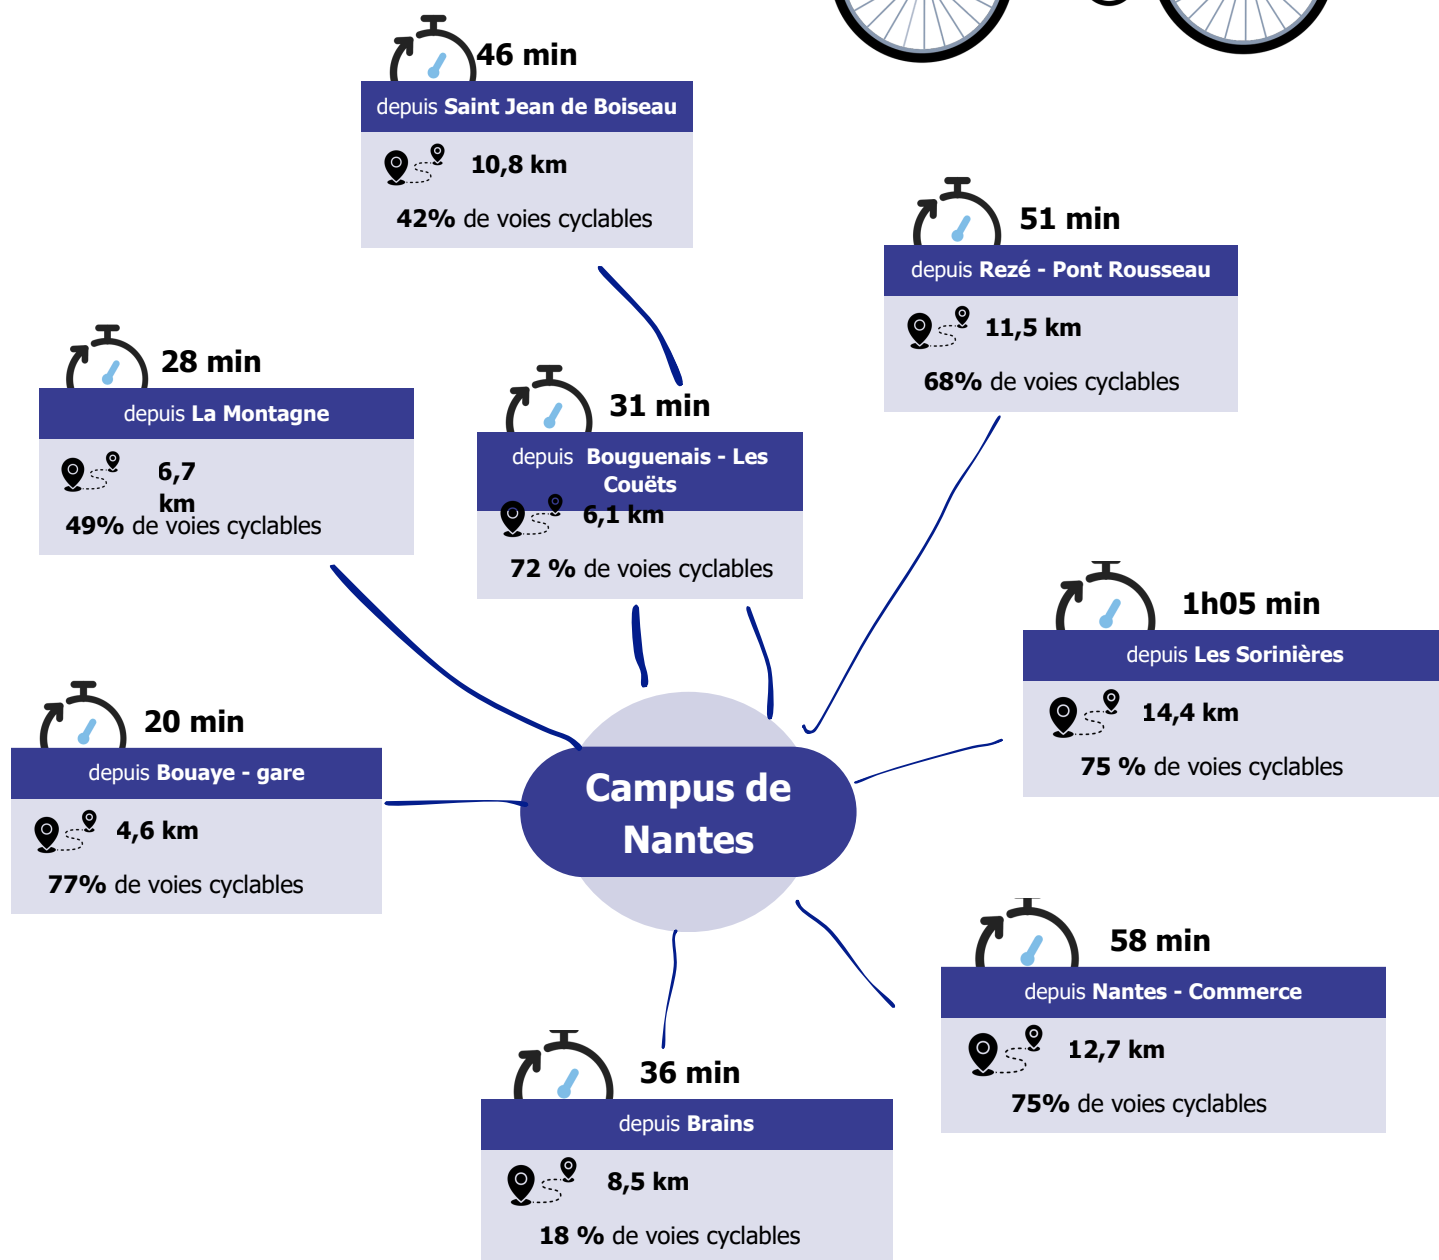 46 min
depuis Saint Jean de Boiseau
10,8 km
42% de voies cyclables
51 min
depuis Rezé - Pont Rousseau
11,5 km
68% de voies cyclables
28 min
depuis La Montagne
6,7
km
49% de voies cyclables
31 min
depuis Bouguenais - Les
Couëts
6,1 km
72 % de voies cyclables
1h05 min
depuis Les Sorinières
14,4 km
75 % de voies cyclables
20 min
depuis Bouaye - gare
4,6 km
77% de voies cyclables
Campus de
Nantes
58 min
depuis Nantes - Commerce
12,7 km
75% de voies cyclables
36 min
depuis Brains
8,5 km
18 % de voies cyclables